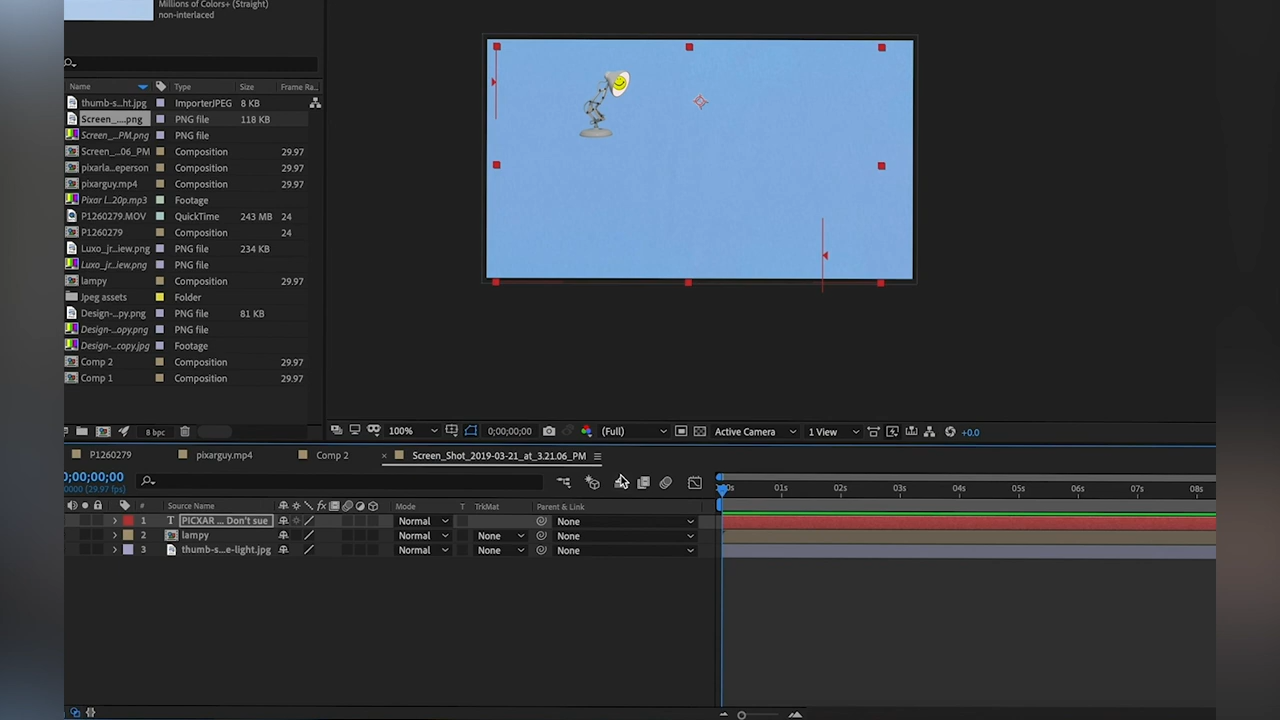 Millions of Colors+ (Straight)
non-interlaced
Name Type Size Frame Ra...
thumb-s...ht.jpg ImporterJPEG 8 KB
Screen_....png PNG file 118 KB
Screen_...PM.png PNG file
Screen_...06_PM Composition 29.97
pixarla...eperson Composition 29.97
pixarguy.mp4 Composition 29.97
Pixar l...20p.mp3 Footage
P1260279.MOV QuickTime 243 MB 24
P1260279 Composition 24
Luxo_jr...iew.png PNG file 234 KB
Luxo_jr...iew.png PNG file
lampy Composition 29.97
Jpeg assets Folder
Design-...py.png PNG file 81 KB
Design-...opy.png PNG file
Design-...copy.jpg Footage
Comp 2 Composition 29.97
Comp 1 Composition 29.97
8 bpc 100% 0;00;00;00 (Full) Active Camera 1 View +0.0
P1260279 pixarguy.mp4 Comp 2 × Screen_Shot_2019-03-21_at_3.21.06_PM
0;00;00;00
0000 (29.97 fps)
00s 01s 02s 03s 04s 05s 06s 07s 08s
# Source Name fx Mode T TrkMat Parent & Link
1 T PICXAR ... Don't sue Normal None
2 lampy Normal None None
3 thumb-s...e-light.jpg Normal None None